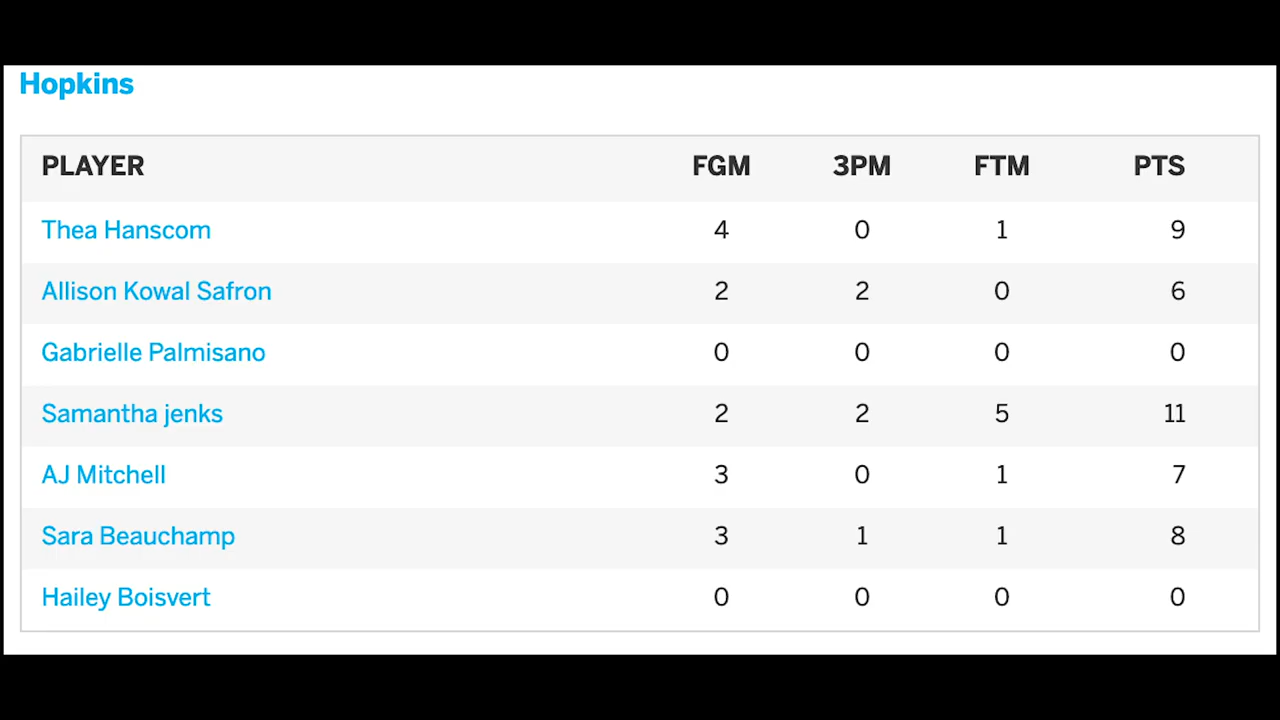 Hopkins
PLAYER FGM 3PM FTM PTS
Thea Hanscom 4 0 1 9
Allison Kowal Safron 2 2 0 6
Gabrielle Palmisano 0 0 0 0
Samantha jenks 2 2 5 11
AJ Mitchell 3 0 1 7
Sara Beauchamp 3 1 1 8
Hailey Boisvert 0 0 0 0